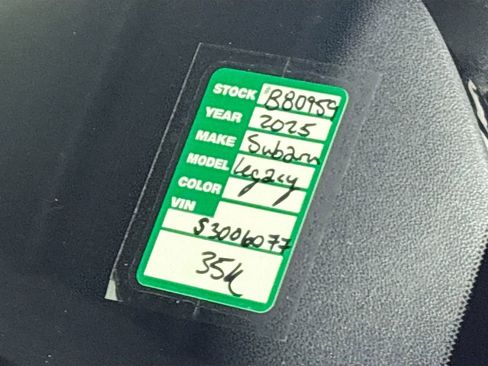 STOCK B80959
YEAR 2025
MAKE Subaru
MODEL Legacy
COLOR
VIN
S3006077
35K